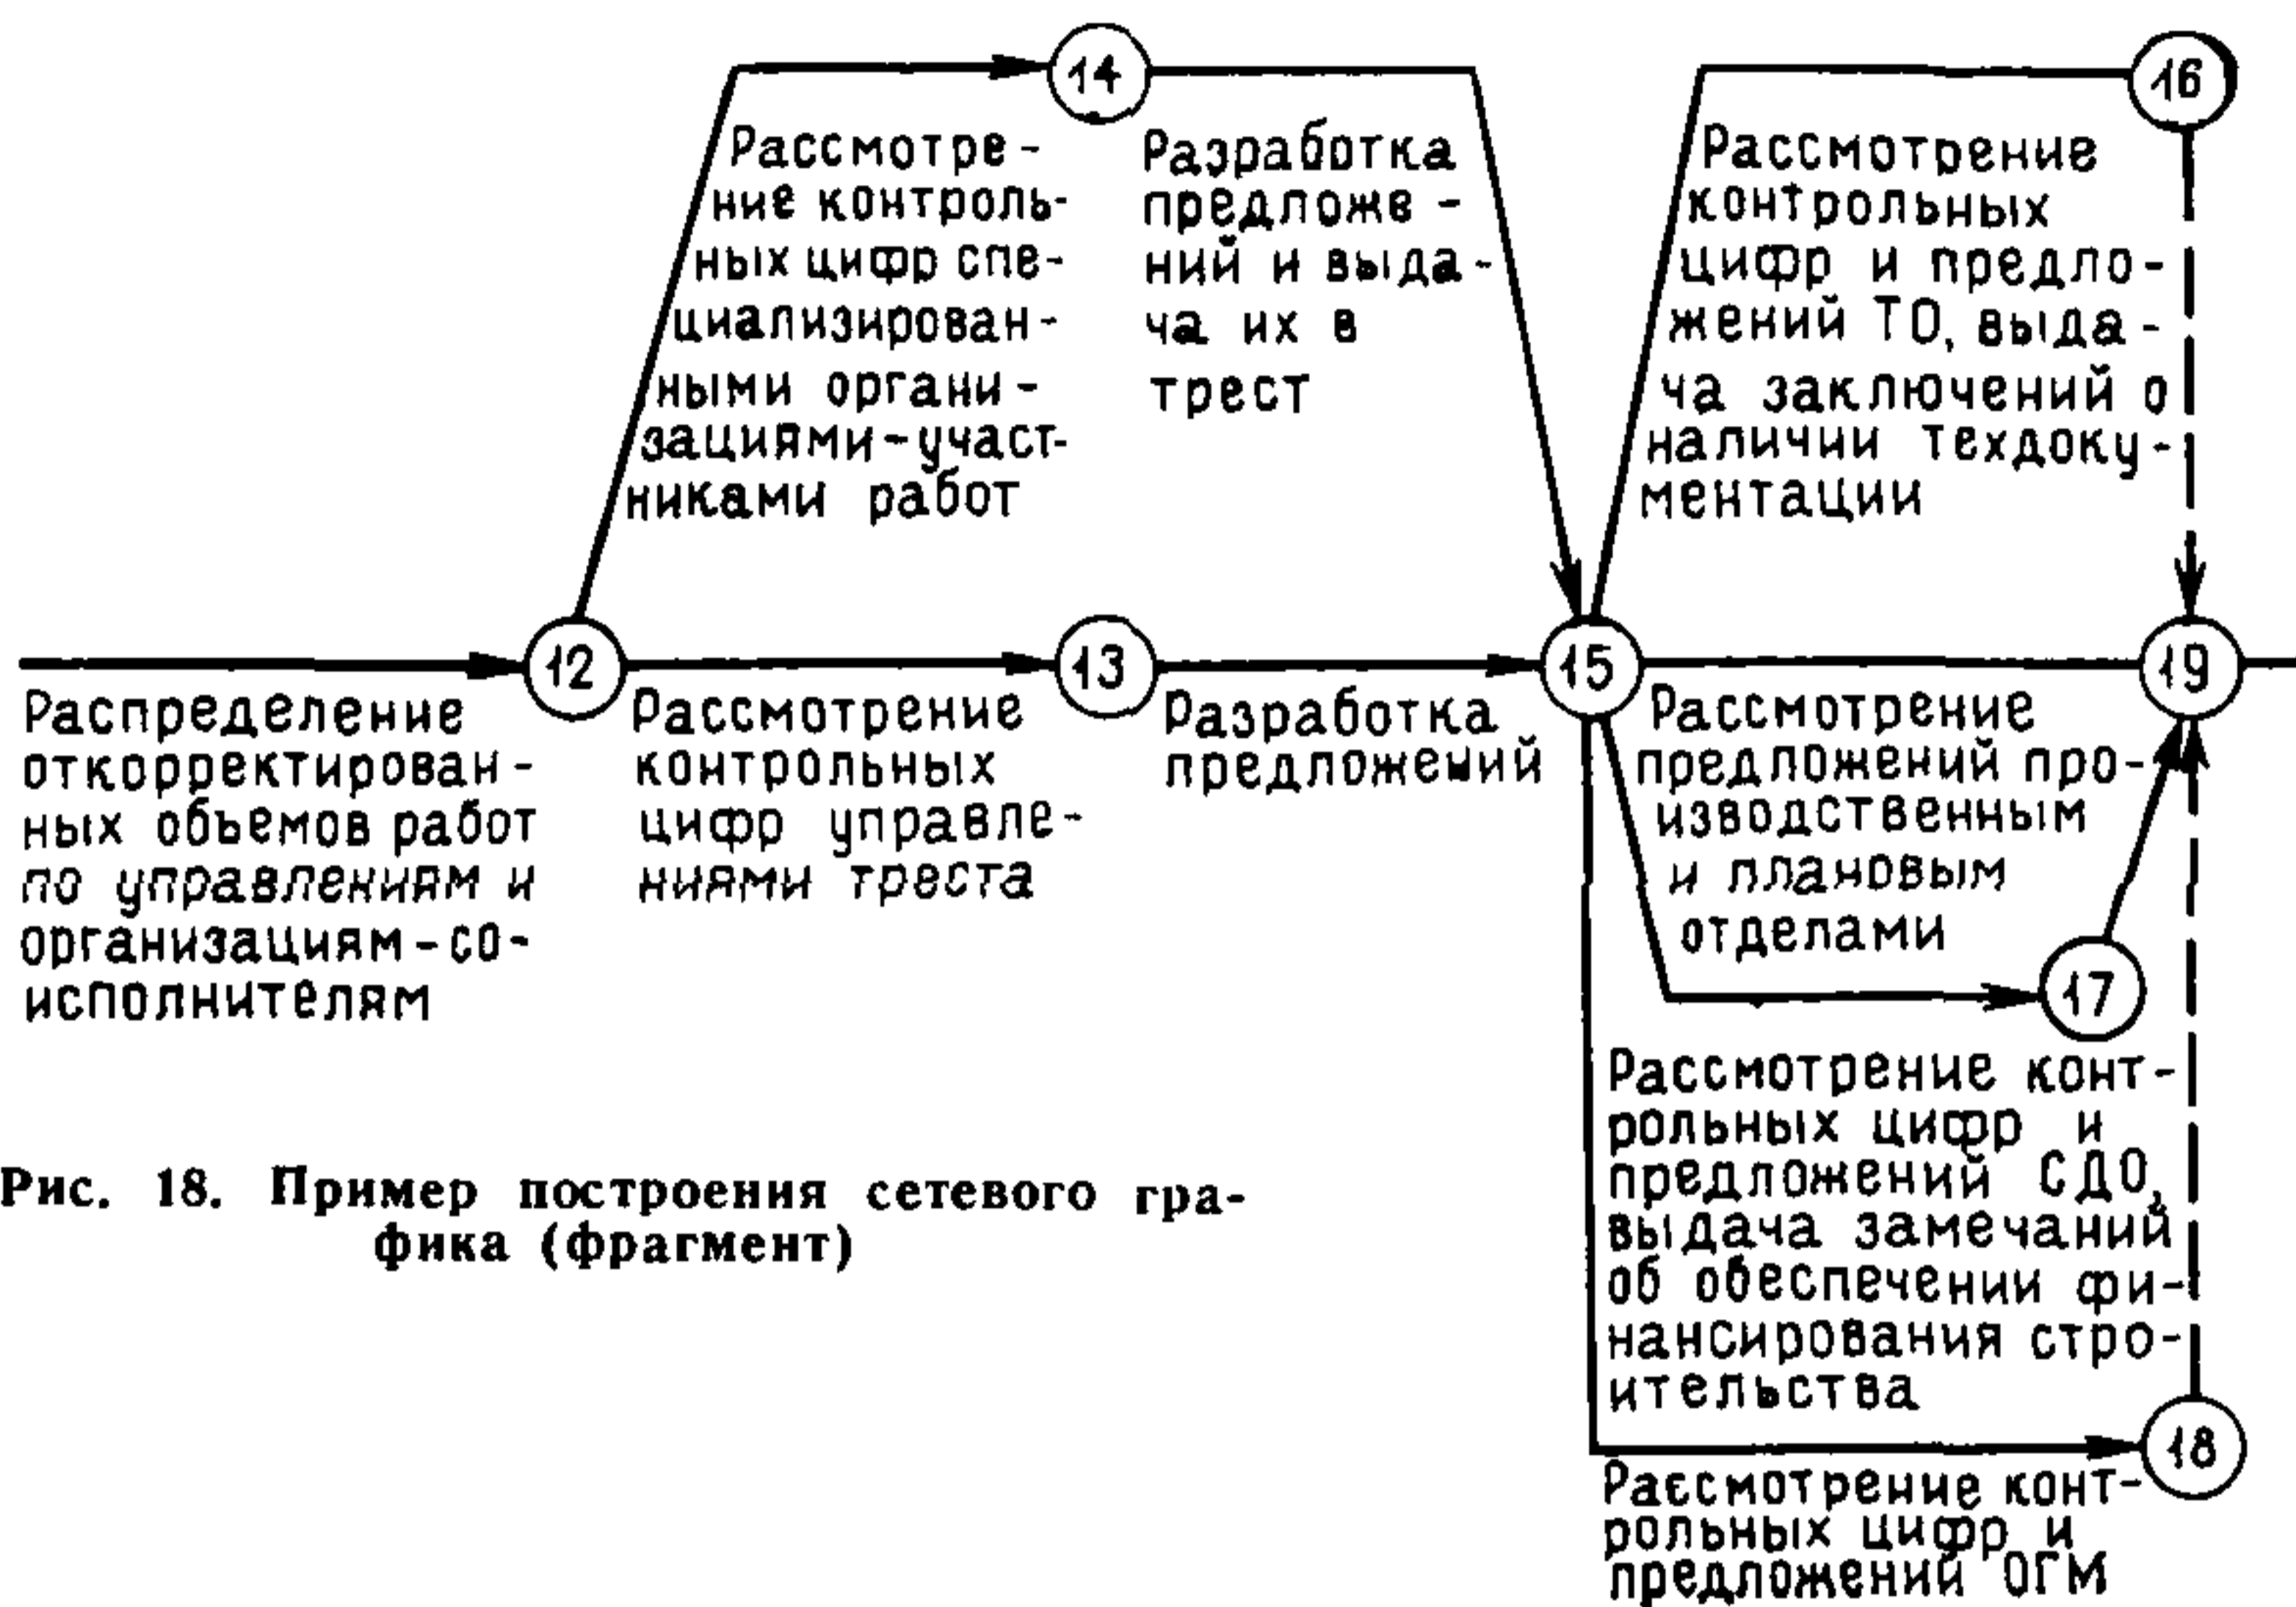 14
Рассмотре-
ние контроль-
ных цифр спе-
циализирован-
ными органи-
зациями-участ-
никами работ
Разработка
предложе-
ний и выда-
ча их в
трест
16
Рассмотрение
контрольных
цифр и предло-
жений ТО, выда-
ча заключений о
наличии техдоку-
ментации
12
13
15
19
Распределение
откорректирован-
ных объемов работ
по управлениям и
организациям-со-
исполнителям
Рассмотрение
контрольных
цифр управле-
ниями треста
Разработка
предложений
Рассмотрение
предложений про-
изводственным
и плановым
отделами
17
Рассмотрение конт-
рольных цифр и
предложений СДО,
выдача замечаний
об обеспечении фи-
нансирования стро-
ительства
18
Рассмотрение конт-
рольных цифр и
предложений ОГМ
Рис. 18. Пример построения сетевого гра-
фика (фрагмент)